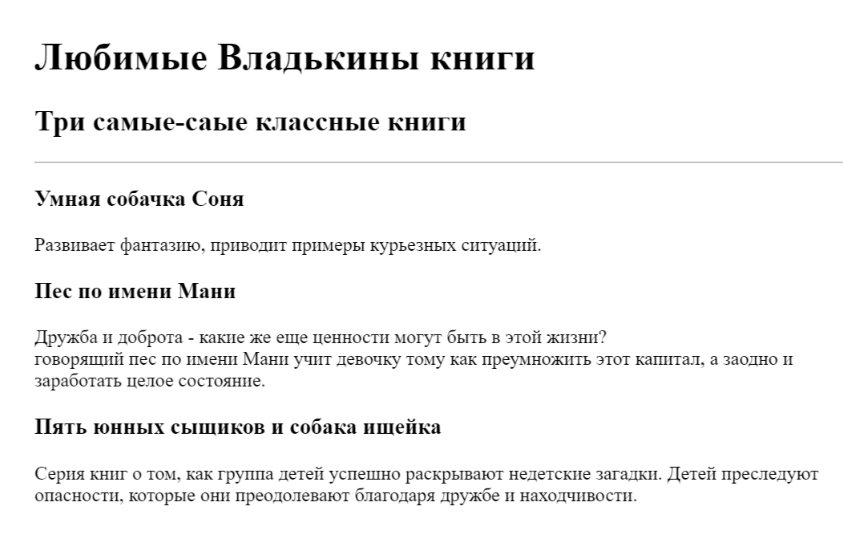 Любимые Владькины книги
Три самые-саые классные книги
Умная собачка Соня
Развивает фантазию, приводит примеры курьезных ситуаций.
Пес по имени Мани
Дружба и доброта - какие же еще ценности могут быть в этой жизни?
говорящий пес по имени Мани учит девочку тому как преумножить этот капитал, а заодно и
заработать целое состояние.
Пять юнных сыщиков и собака ищейка
Серия книг о том, как группа детей успешно раскрывают недетские загадки. Детей преследуют
опасности, которые они преодолевают благодаря дружбе и находчивости.